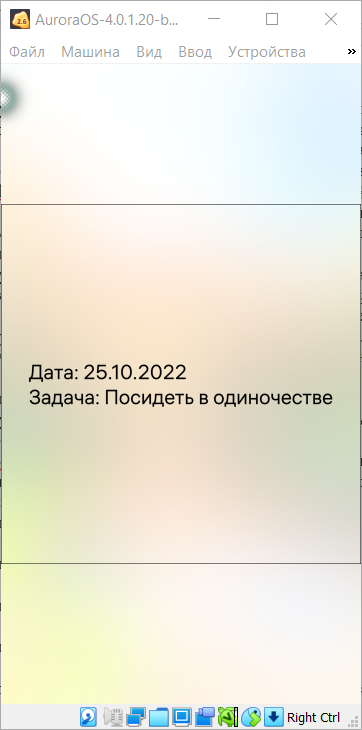 AuroraOS-4.0.1.20-b...
Файл Машина Вид Ввод Устройства »
Дата: 25.10.2022
Задача: Посидеть в одиночестве
Right Ctrl